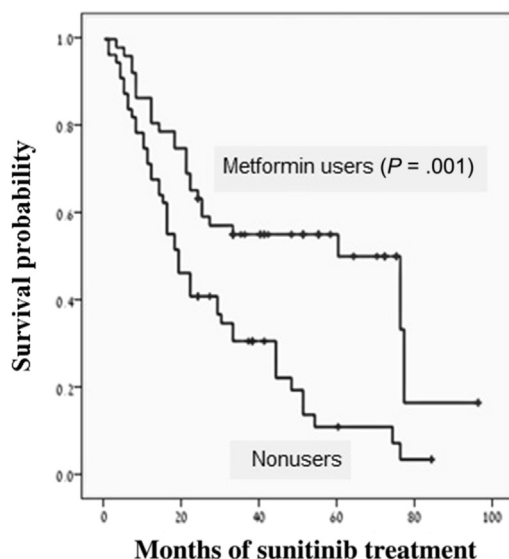 Survival probability
1.0
0.8
0.6
0.4
0.2
0.0
Metformin users (P = .001)
Nonusers
0 20 40 60 80 100
Months of sunitinib treatment